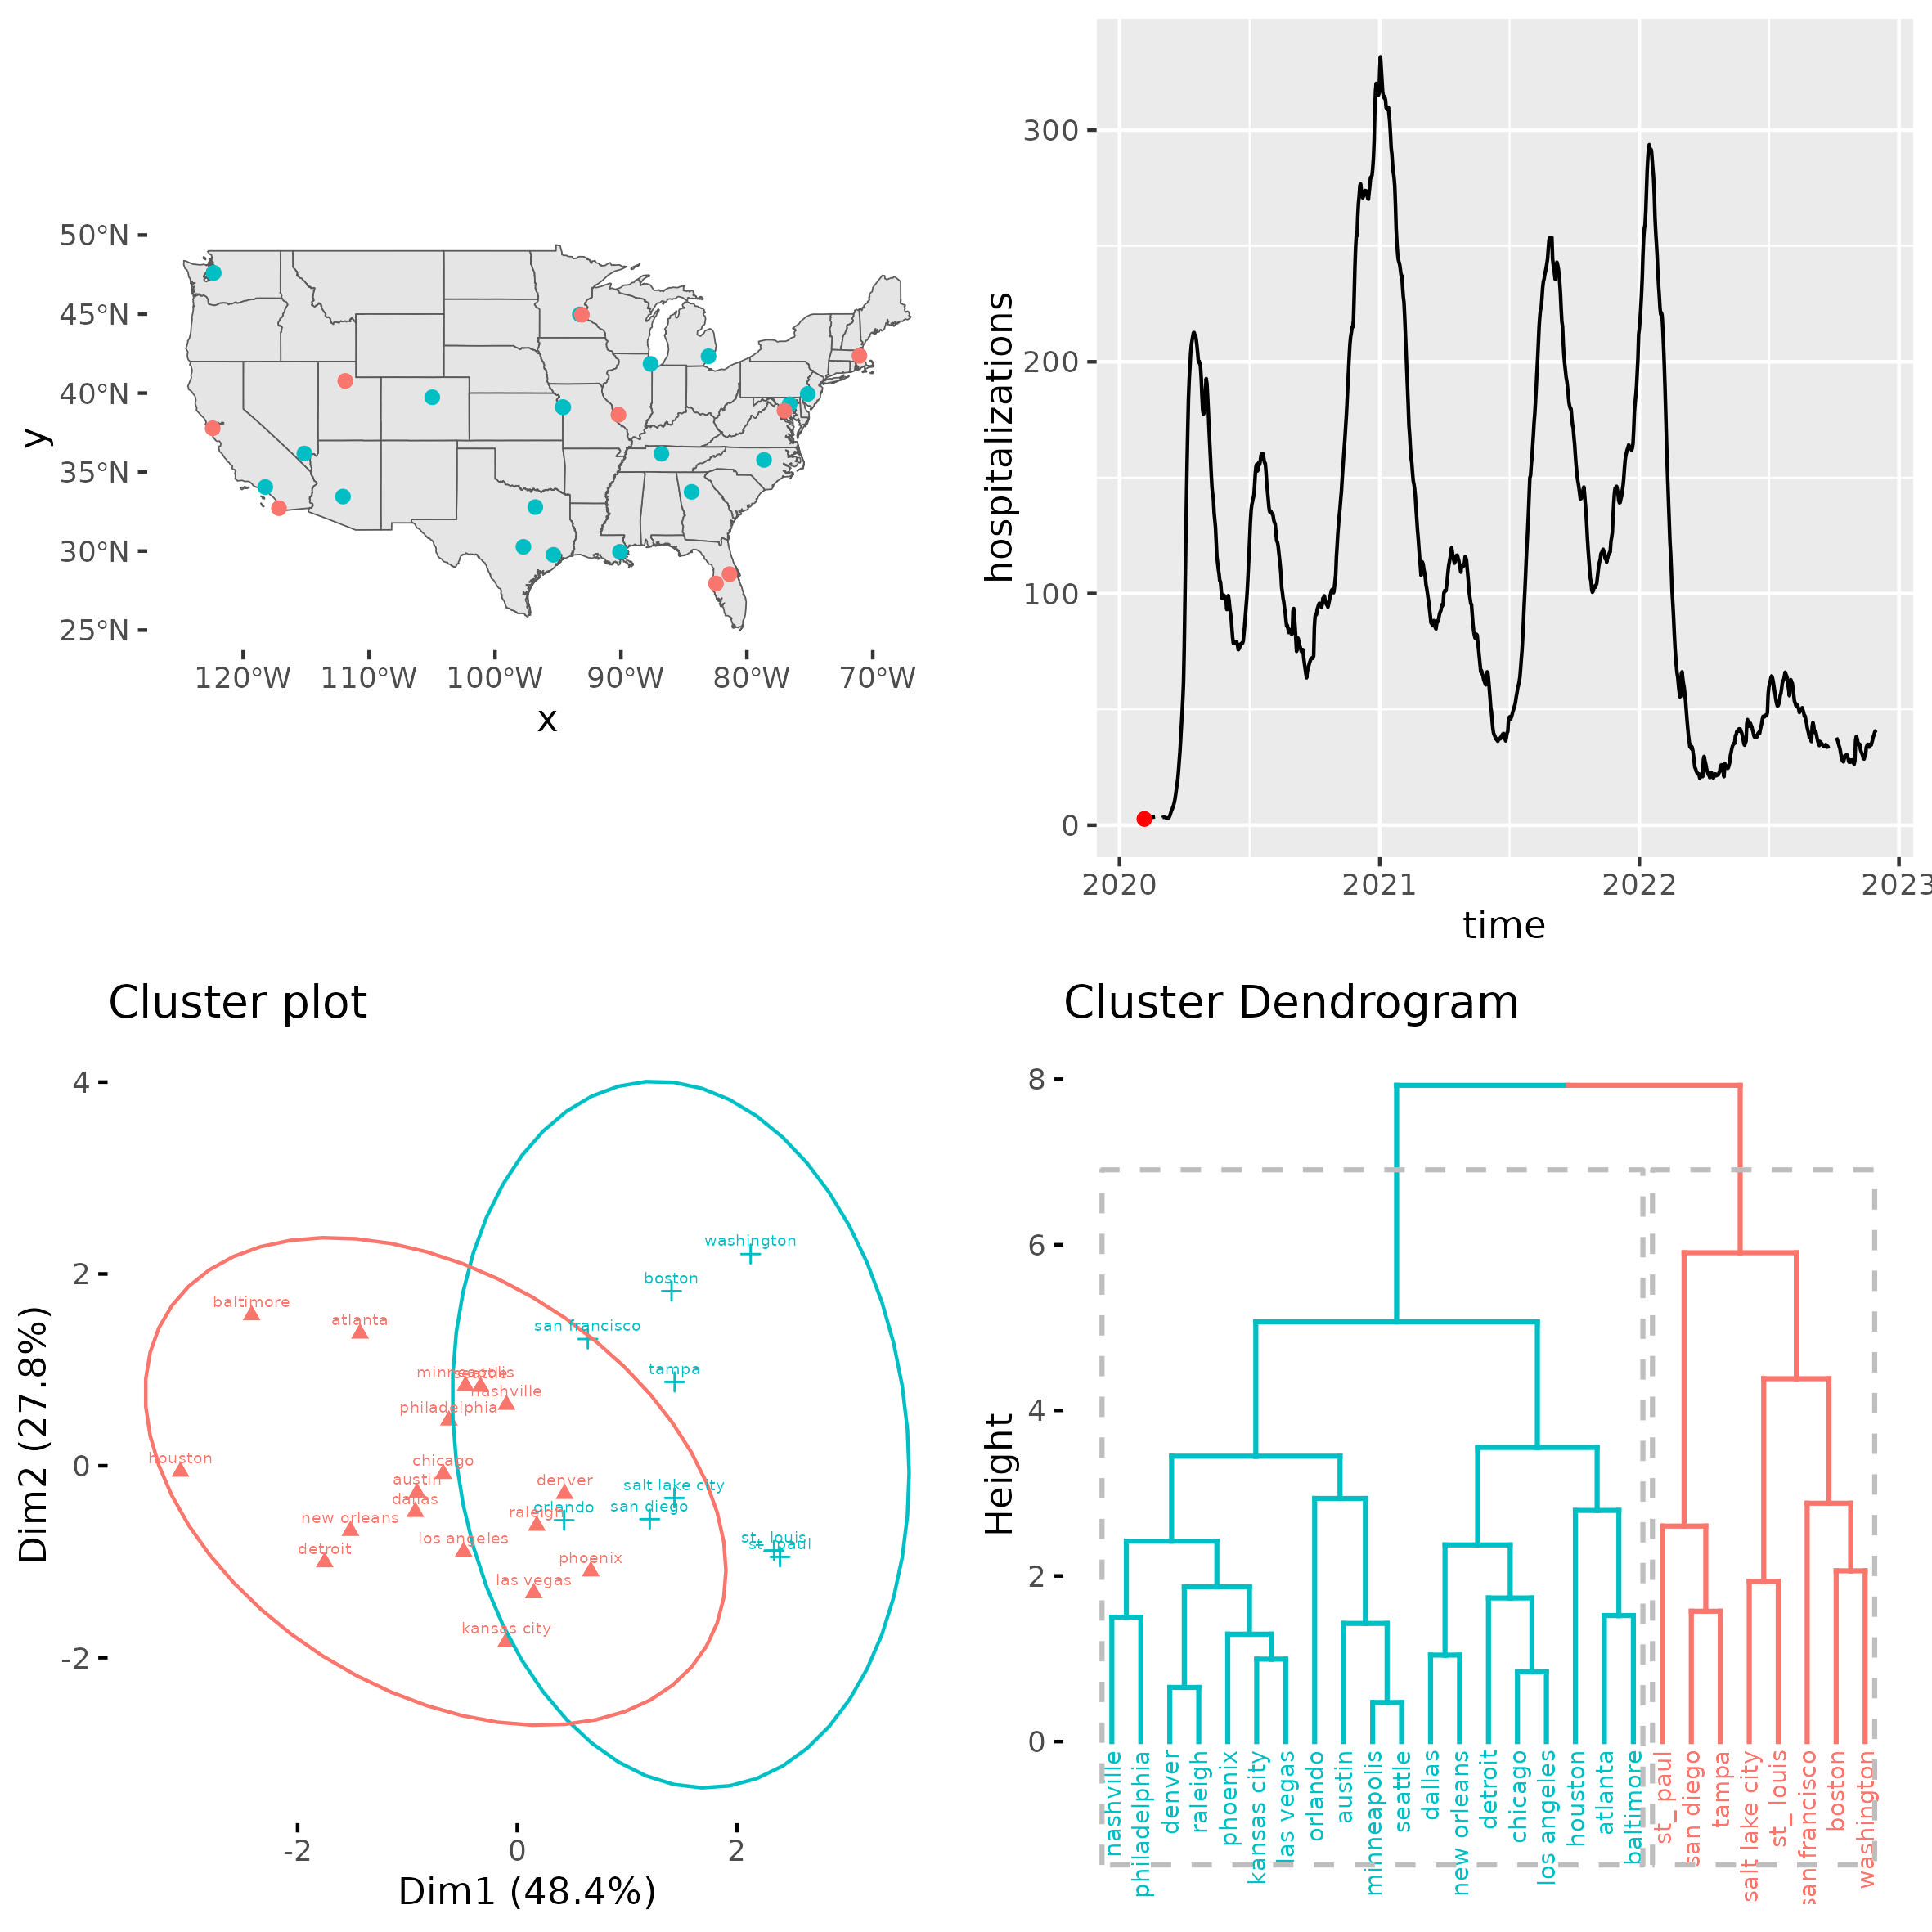 50°N
45°N
40°N
35°N
30°N
25°N
y
120°W 110°W 100°W 90°W 80°W 70°W
x
300
200
100
0
hospitalizations
2020 2021 2022 2023
time
Cluster plot
4
2
0
-2
Dim2 (27.8%)
washington
boston
baltimore
atlanta
san francisco
tampa
minneapolis
nashville
philadelphia
houston
chicago
austin
denver
salt lake city
dallas
raleigh
orlando
san diego
new orleans
los angeles
detroit
st_louis
st_paul
phoenix
las vegas
kansas city
-2 0 2
Dim1 (48.4%)
Cluster Dendrogram
8
6
4
2
0
Height
nashville
philadelphia
denver
raleigh
phoenix
kansas city
las vegas
orlando
austin
minneapolis
seattle
dallas
new orleans
detroit
chicago
los angeles
houston
atlanta
baltimore
st_paul
san diego
tampa
salt lake city
st_louis
san francisco
boston
washington